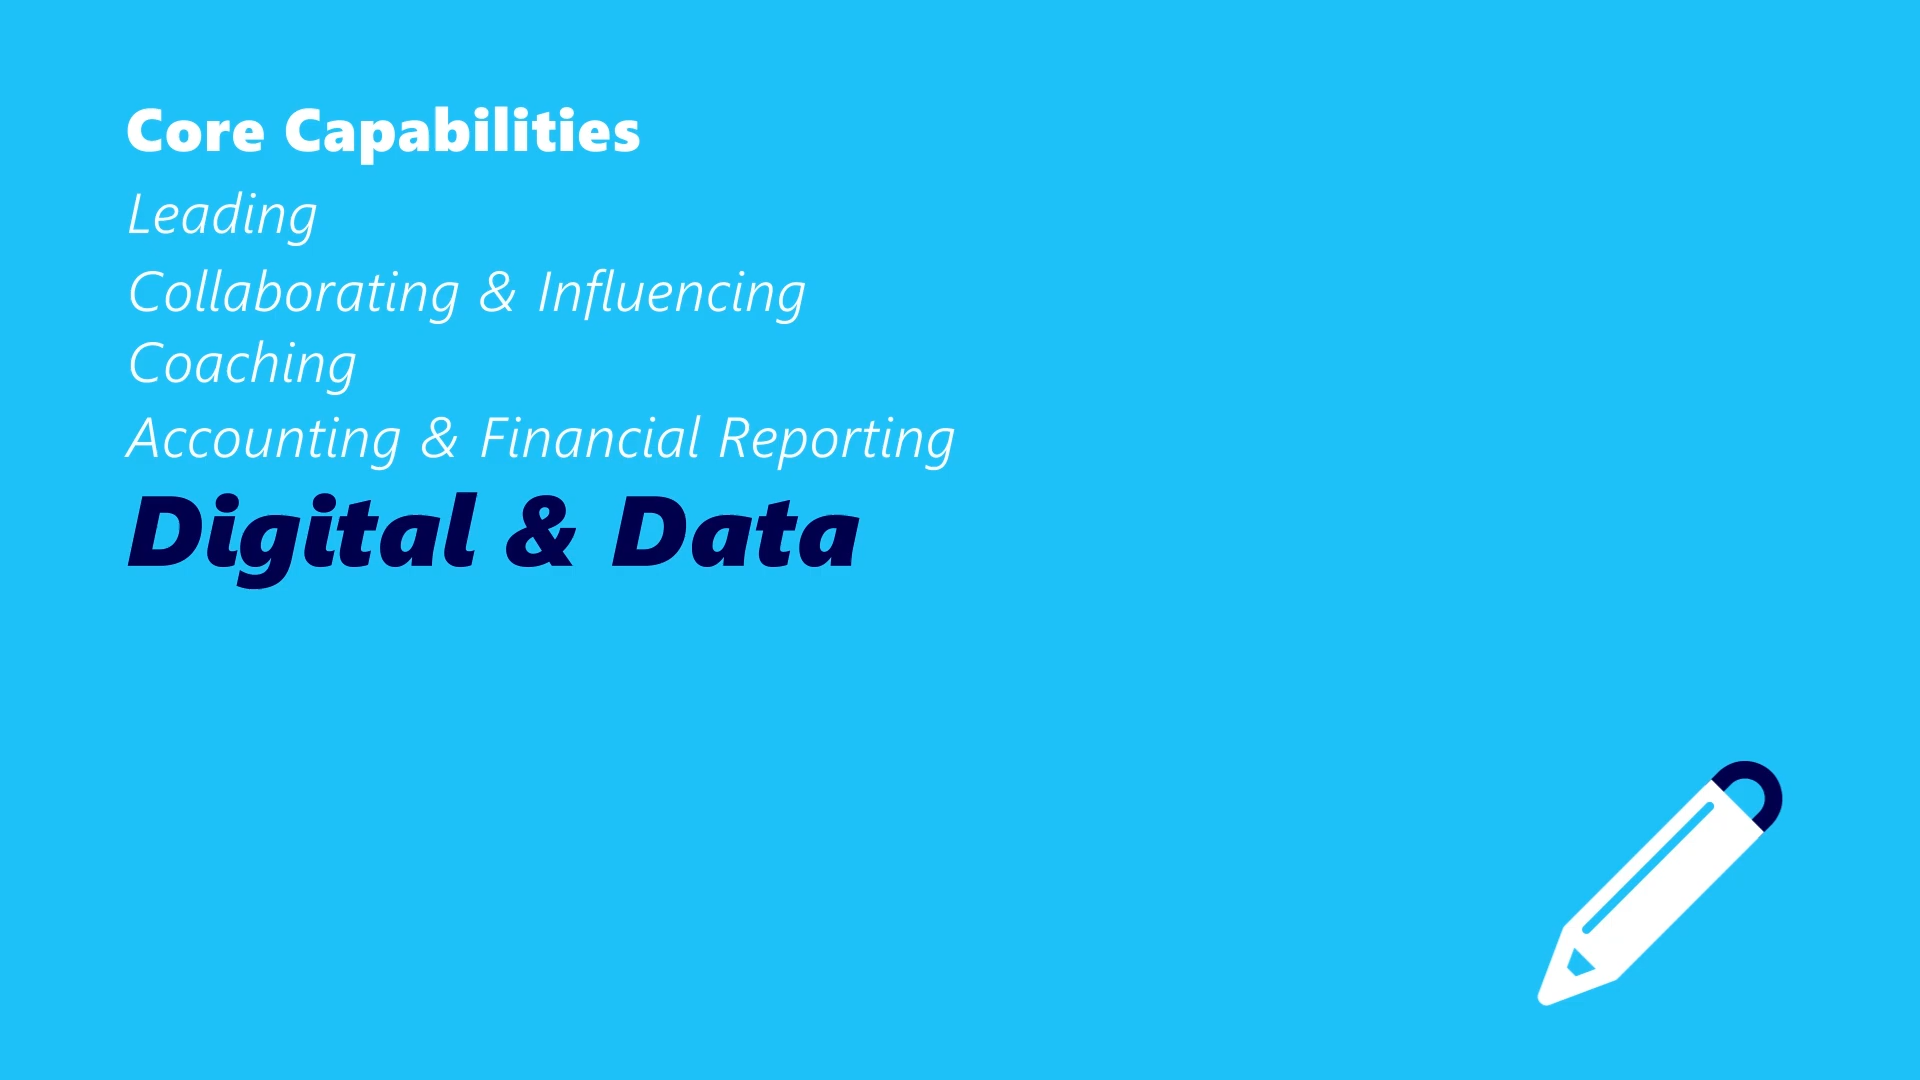 Core Capabilities
Leading
Collaborating & Influencing
Coaching
Accounting & Financial Reporting
Digital & Data